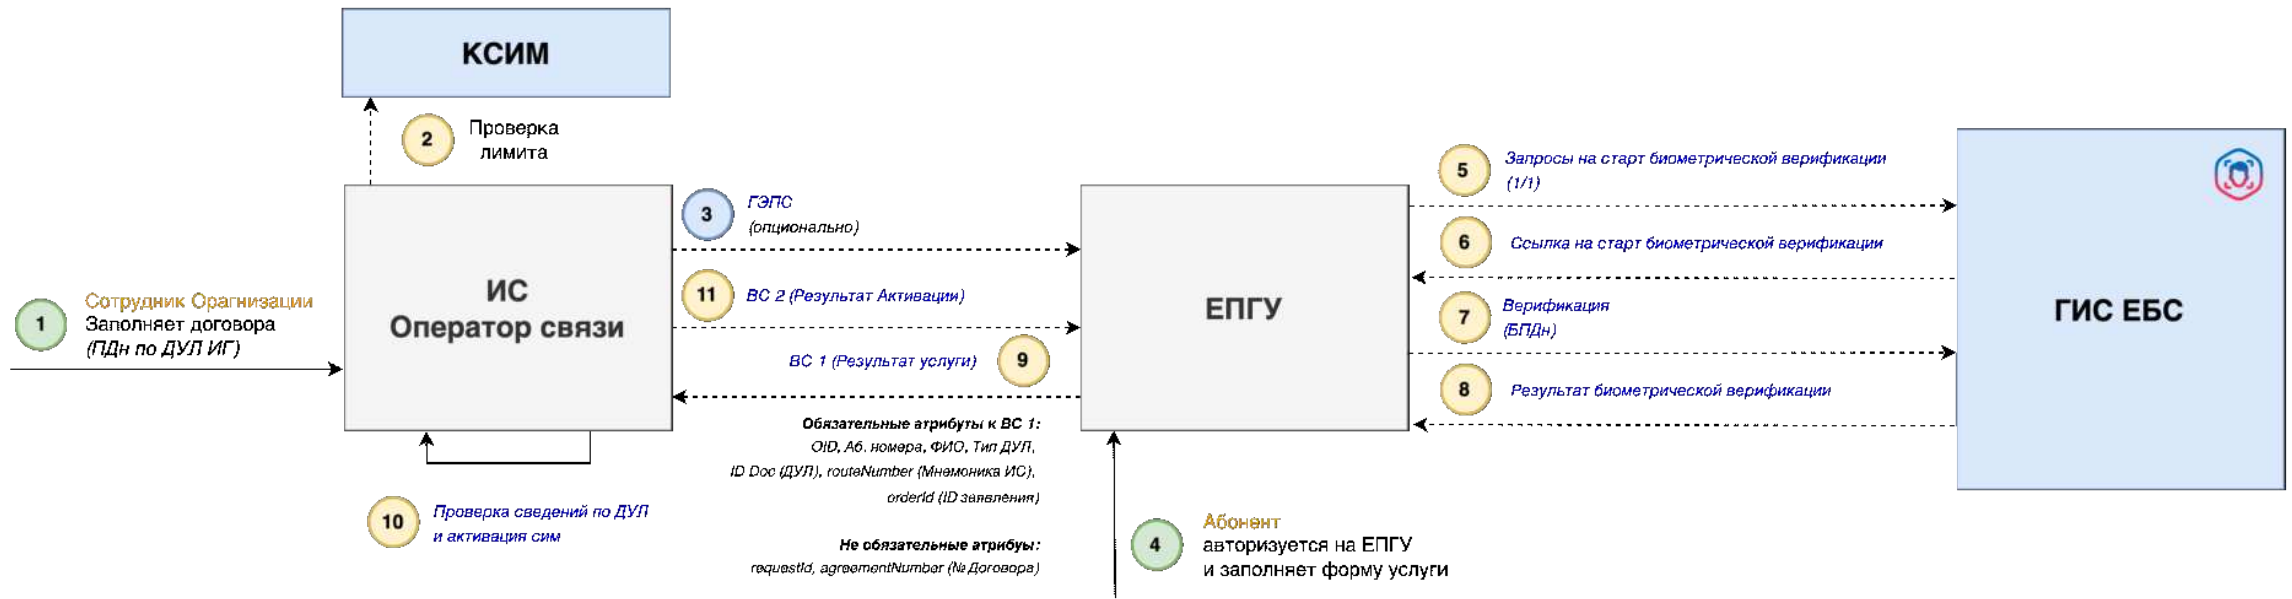 КСИМ
2
Проверка
лимита
ИС
Оператор связи
1
Сотрудник Орагнизации
Заполняет договора
(ПДн по ДУЛ ИГ)
3
ГЭПС
(опционально)
11
ВС 2 (Результат Активации)
ВС 1 (Результат услуги)
9
Обязательные атрибуты к ВС 1:
OID, Аб. номера, ФИО, Тип ДУЛ,
ID Doc (ДУЛ), routeNumber (Мнемоника ИС),
orderId (ID заявления)
Не обязательные атрибуы:
requestId, agreementNumber (№ Договора)
10
Проверка сведений по ДУЛ
и активация сим
ЕПГУ
4
Абонент
авторизуется на ЕПГУ
и заполняет форму услуги
5
Запросы на старт биометрической верификации
(1/1)
6
Ссылка на старт биометрической верификации
7
Верификация
(БПДн)
8
Результат биометрической верификации
ГИС ЕБС